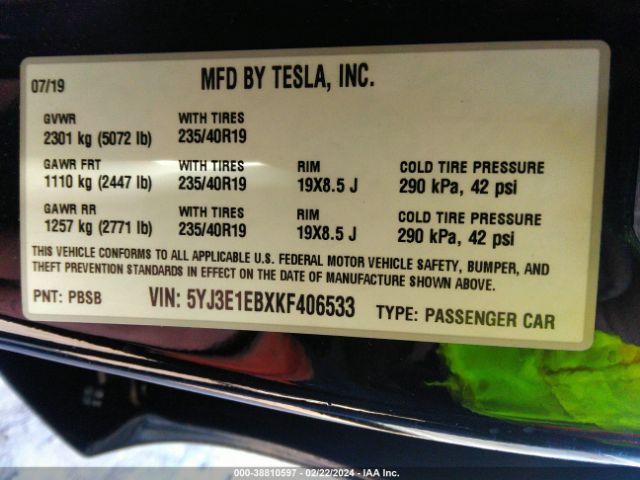 07/19 MFD BY TESLA, INC.
GVWR WITH TIRES
2301 kg (5072 lb) 235/40R19
GAWR FRT WITH TIRES RIM COLD TIRE PRESSURE
1110 kg (2447 lb) 235/40R19 19X8.5 J 290 kPa, 42 psi
GAWR RR WITH TIRES RIM COLD TIRE PRESSURE
1257 kg (2771 lb) 235/40R19 19X8.5 J 290 kPa, 42 psi
THIS VEHICLE CONFORMS TO ALL APPLICABLE U.S. FEDERAL MOTOR VEHICLE SAFETY, BUMPER, AND
THEFT PREVENTION STANDARDS IN EFFECT ON THE DATE OF MANUFACTURE SHOWN ABOVE.
PNT: PBSB VIN: 5YJ3E1EBXKF406533 TYPE: PASSENGER CAR
000-38810597 - 02/22/2024 - IAA Inc.